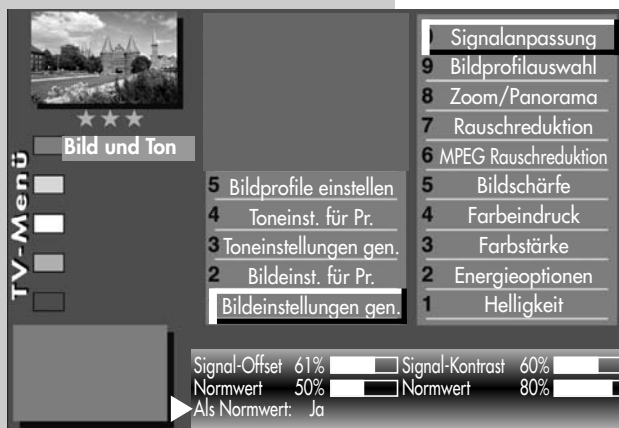 TV-Menü
Bild und Ton
5 Bildprofile einstellen
4 Toneinst. für Pr.
3 Toneinstellungen gen.
2 Bildeinst. für Pr.
Bildeinstellungen gen.
Signalanpassung
9 Bildprofilauswahl
8 Zoom/Panorama
7 Rauschreduktion
6 MPEG Rauschreduktion
5 Bildschärfe
4 Farbeindruck
3 Farbstärke
2 Energieoptionen
1 Helligkeit
Signal-Offset 61% Signal-Kontrast 60%
Normwert 50% Normwert 80%
Als Normwert: Ja